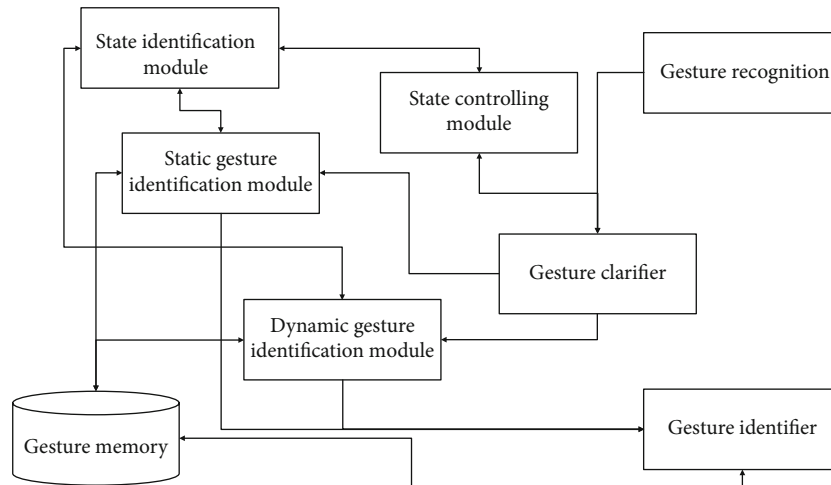 State identification
module
Gesture recognition
State controlling
module
Static gesture
identification module
Gesture clarifier
Dynamic gesture
identification module
Gesture memory
Gesture identifier